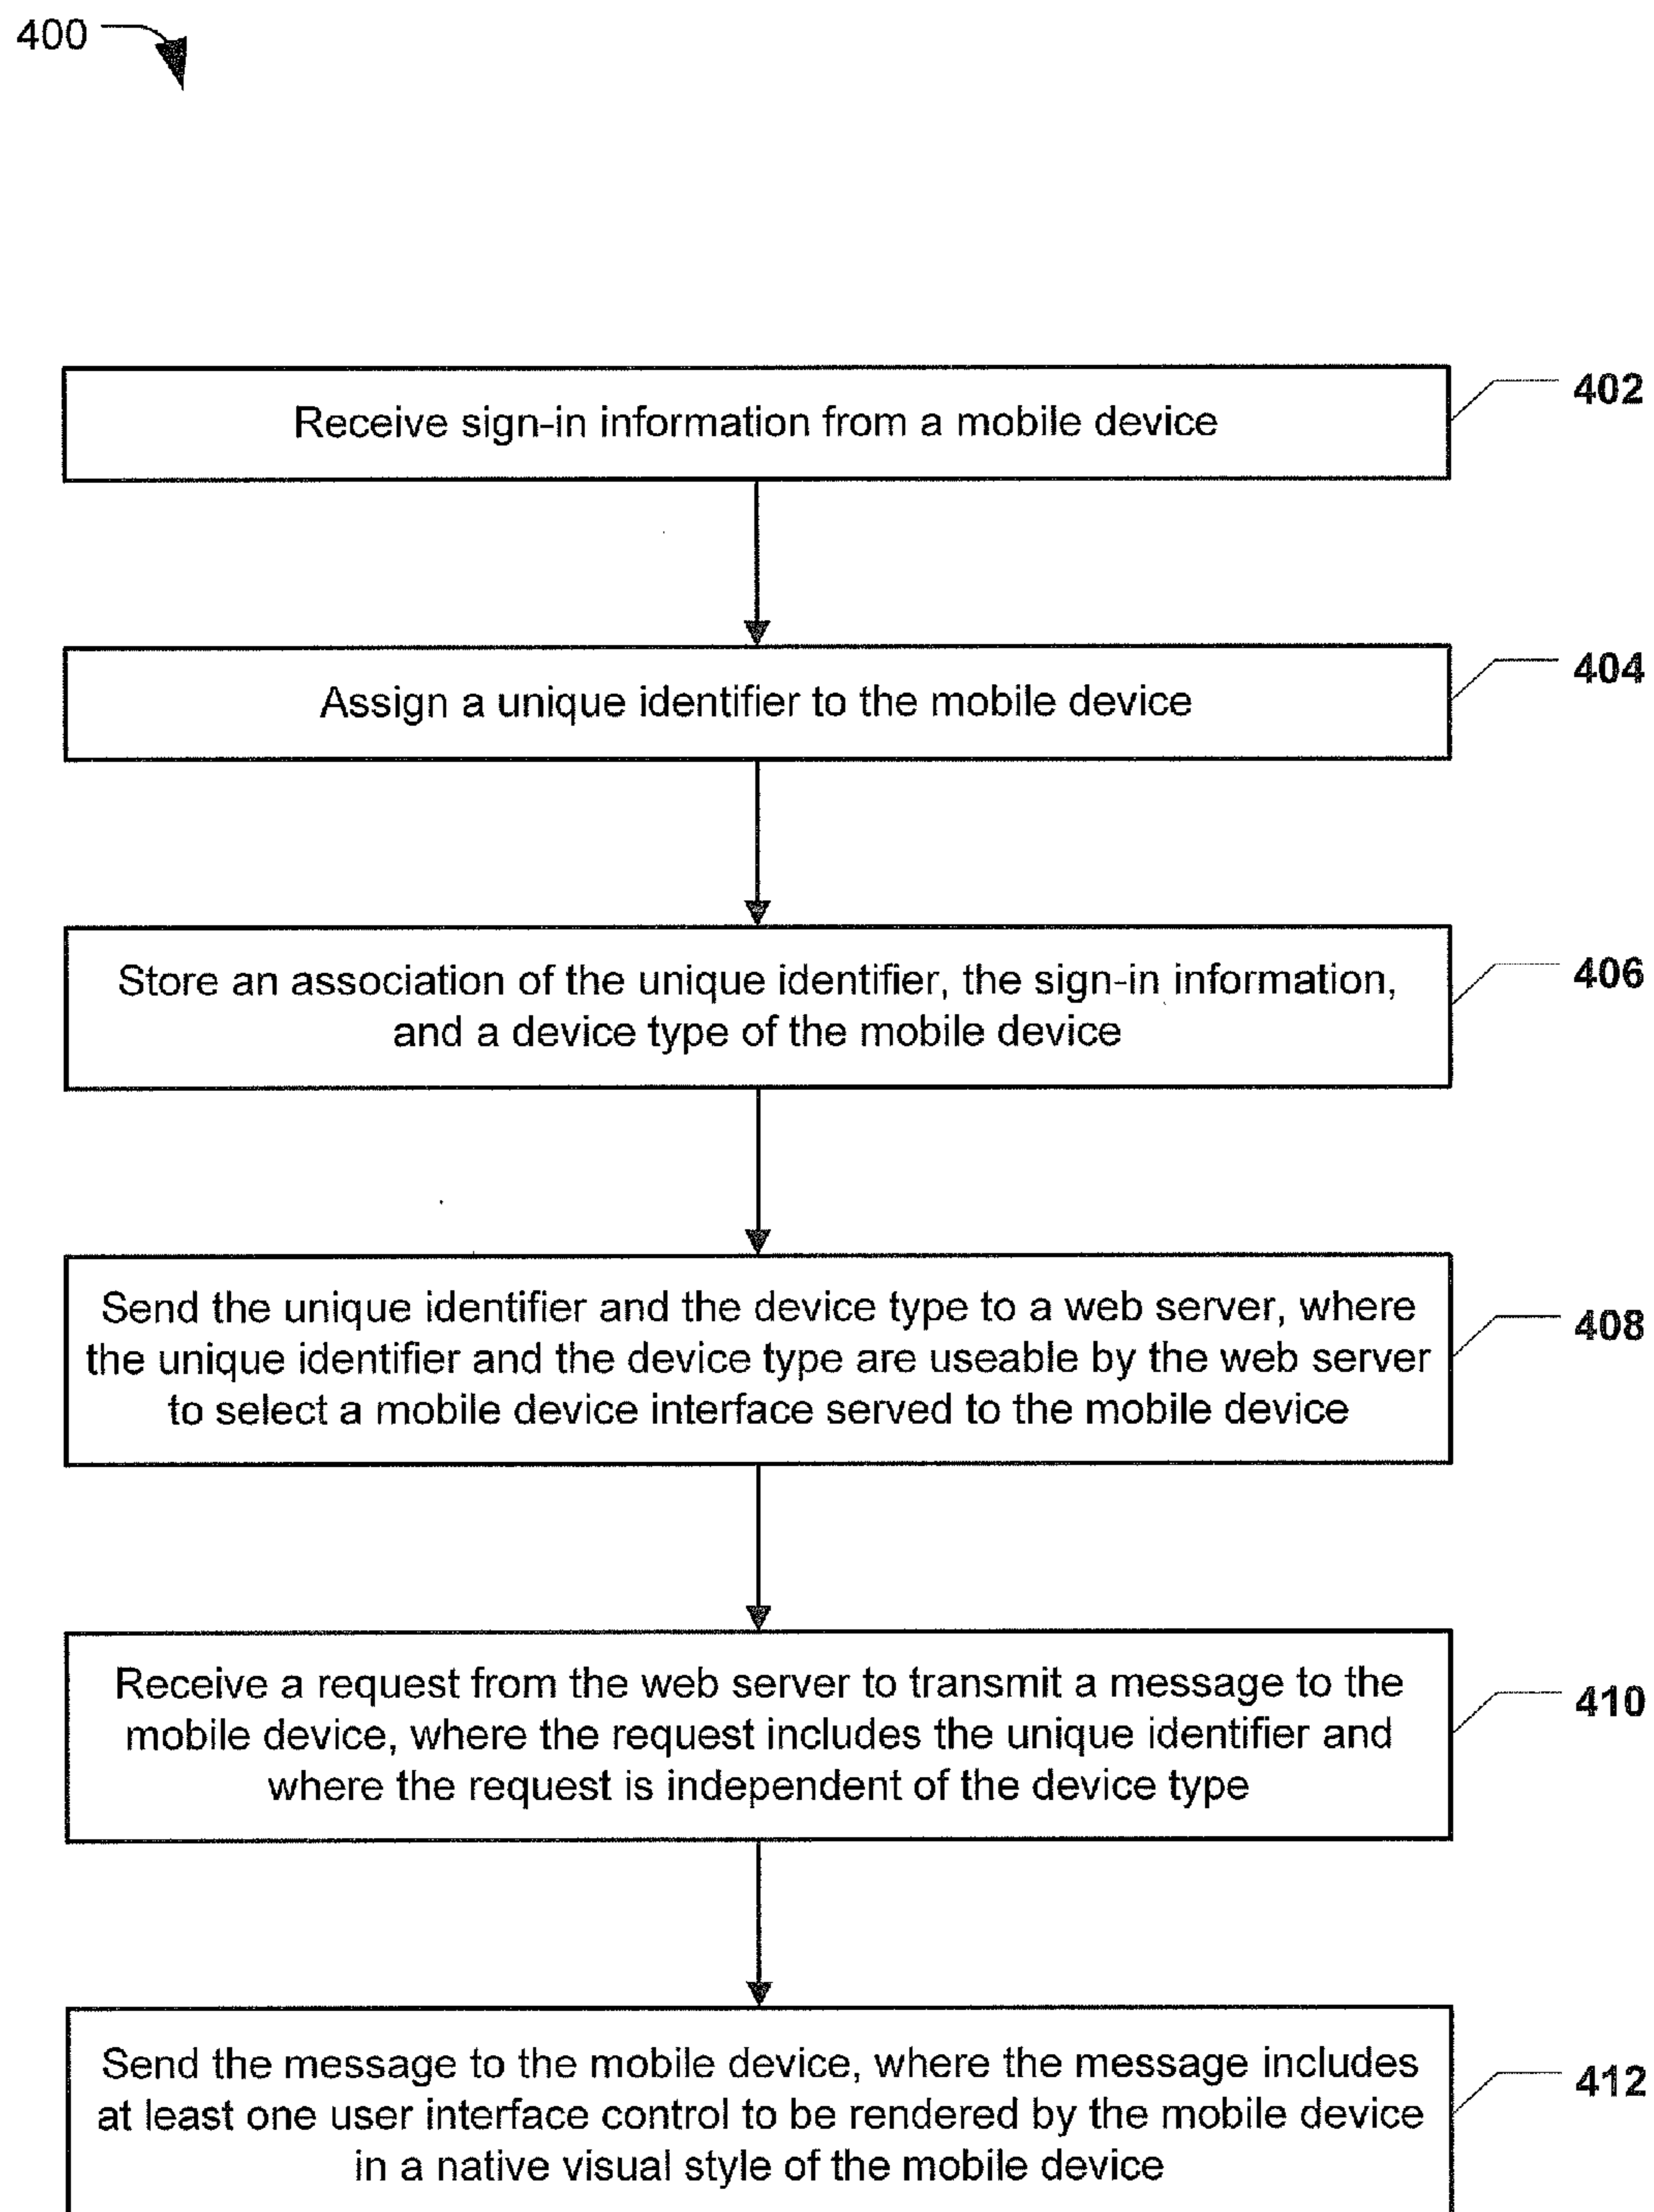 400
Receive sign-in information from a mobile device
402
Assign a unique identifier to the mobile device
404
Store an association of the unique identifier, the sign-in information,
and a device type of the mobile device
406
Send the unique identifier and the device type to a web server, where
the unique identifier and the device type are useable by the web server
to select a mobile device interface served to the mobile device
408
Receive a request from the web server to transmit a message to the
mobile device, where the request includes the unique identifier and
where the request is independent of the device type
410
Send the message to the mobile device, where the message includes
at least one user interface control to be rendered by the mobile device
in a native visual style of the mobile device
412